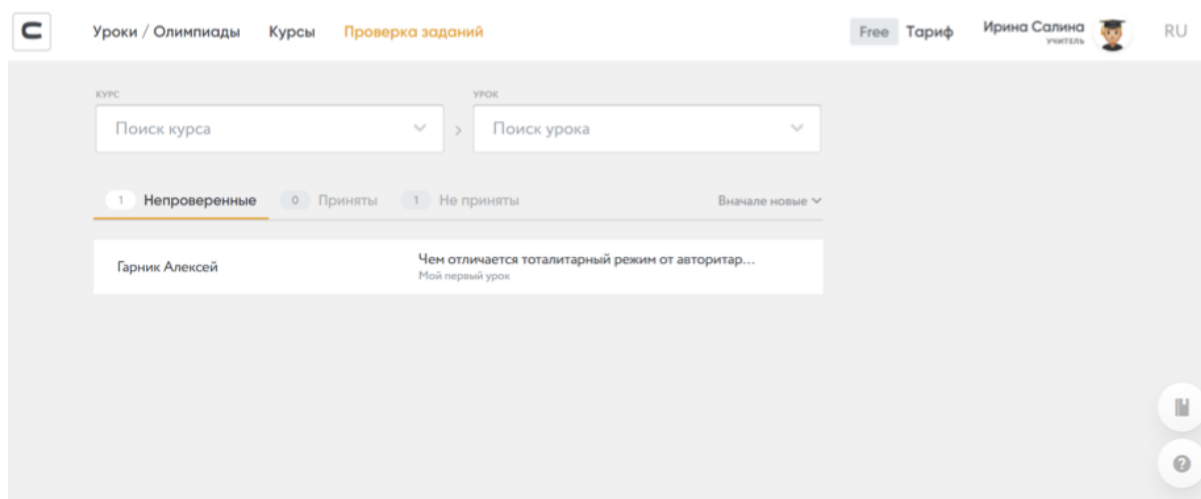 Уроки / Олимпиады Курсы Проверка заданий Free Тариф Ирина Салина RU
учитель
КУРС УРОК
Поиск курса > Поиск урока
1 Непроверенные 0 Приняты 1 Не приняты Вначале новые
Гарник Алексей Чем отличается тоталитарный режим от авторитар...
Мой первый урок